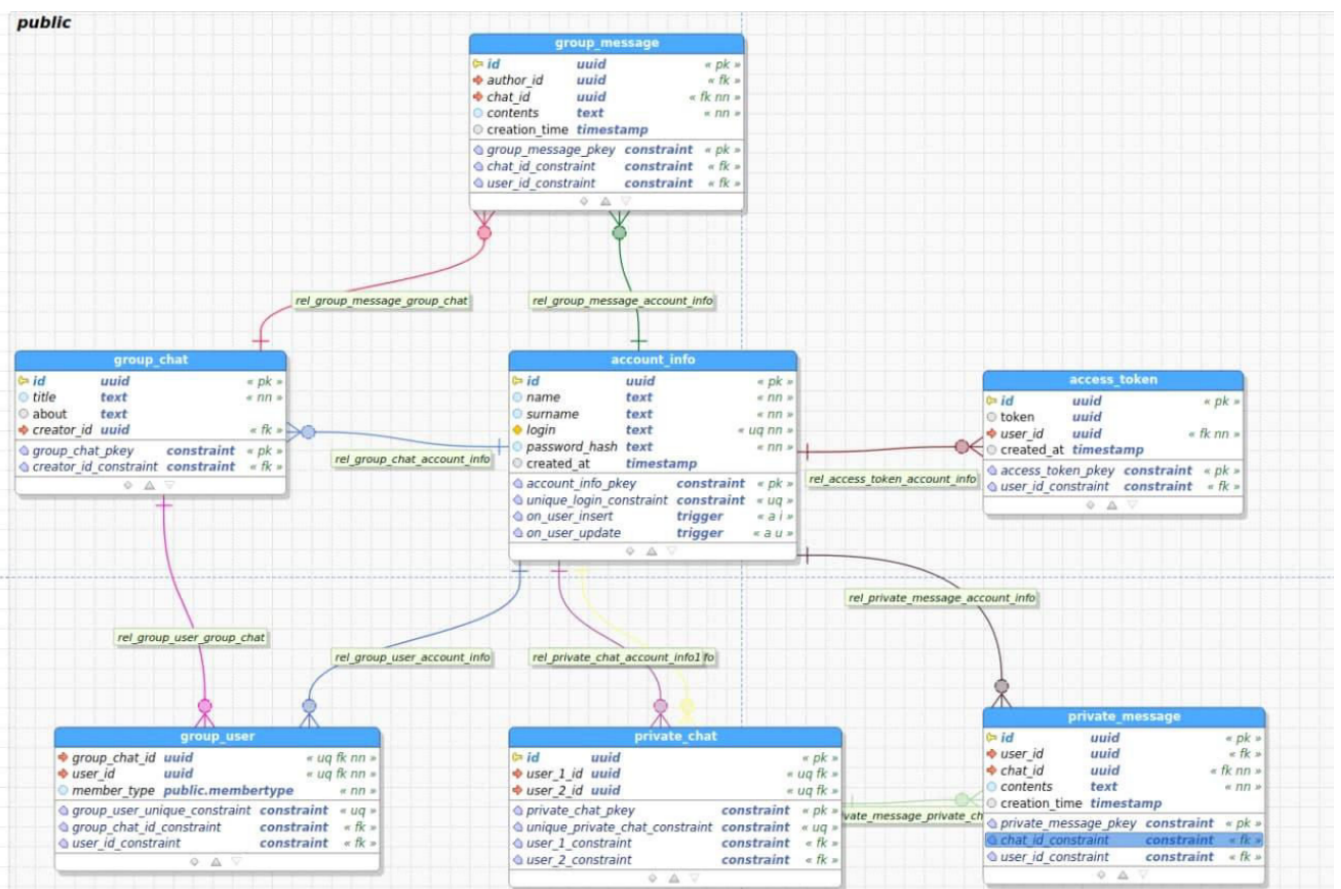 public
group_message
id uuid « pk »
author_id uuid « fk »
chat_id uuid « fk nn »
contents text « nn »
creation_time timestamp
group_message_pkey constraint « pk »
chat_id_constraint constraint « fk »
user_id_constraint constraint « fk »
rel_group_message_group_chat
rel_group_message_account_info
group_chat
id uuid « pk »
title text « nn »
about text
creator_id uuid « fk »
group_chat_pkey constraint « pk »
creator_id_constraint constraint « fk »
rel_group_chat_account_info
account_info
id uuid « pk »
name text « nn »
surname text « nn »
login text « uq nn »
password_hash text « nn »
created_at timestamp
account_info_pkey constraint « pk »
unique_login_constraint constraint « uq »
on_user_insert trigger « a i »
on_user_update trigger « a u »
access_token
id uuid « pk »
token uuid
user_id uuid « fk nn »
created_at timestamp
access_token_pkey constraint « pk »
user_id_constraint constraint « fk »
rel_access_token_account_info
rel_private_message_account_info
rel_group_user_group_chat
rel_group_user_account_info
rel_private_chat_account_info1
group_user
group_chat_id uuid « uq fk nn »
user_id uuid « uq fk nn »
member_type public.membertype « nn »
group_user_unique_constraint constraint « uq »
group_chat_id_constraint constraint « fk »
user_id_constraint constraint « fk »
private_chat
id uuid « pk »
user_1_id uuid « uq fk »
user_2_id uuid « uq fk »
private_chat_pkey constraint « pk »
unique_private_chat_constraint constraint « uq »
user_1_constraint constraint « fk »
user_2_constraint constraint « fk »
vate_message_private_ch
private_message
id uuid « pk »
user_id uuid « fk »
chat_id uuid « fk nn »
contents text « nn »
creation_time timestamp
private_message_pkey constraint « pk »
chat_id_constraint constraint « fk »
user_id_constraint constraint « fk »